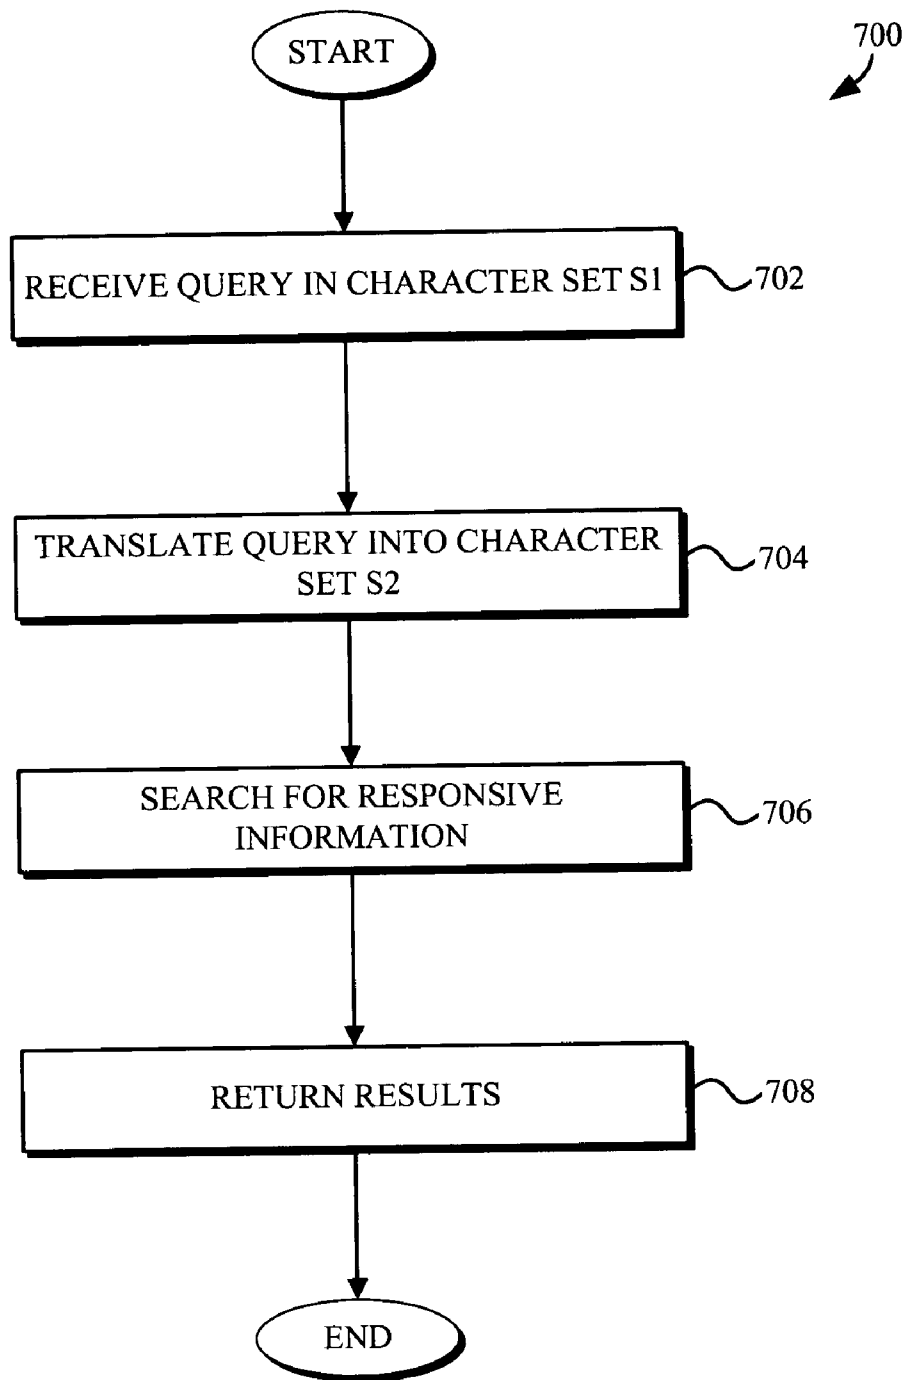 START
700
RECEIVE QUERY IN CHARACTER SET S1
702
TRANSLATE QUERY INTO CHARACTER
SET S2
704
SEARCH FOR RESPONSIVE
INFORMATION
706
RETURN RESULTS
708
END